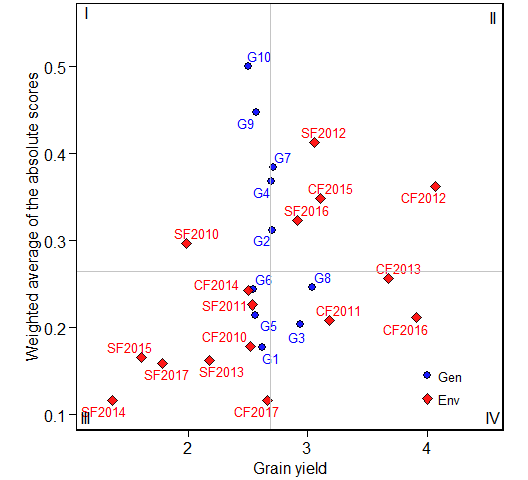 I
II
G10
0.5
G9
SF2012
0.4
G7
G4
CF2015
CF2012
SF2016
SF2010
G2
0.3
CF2013
CF2014
G6
G8
SF2011
CF2011
G5
0.2
CF2010
G3
CF2016
SF2015
G1
SF2017
SF2013
Gen
Env
0.1
SF2014
CF2017
III
IV
2
3
4
Grain yield
Weighted average of the absolute scores